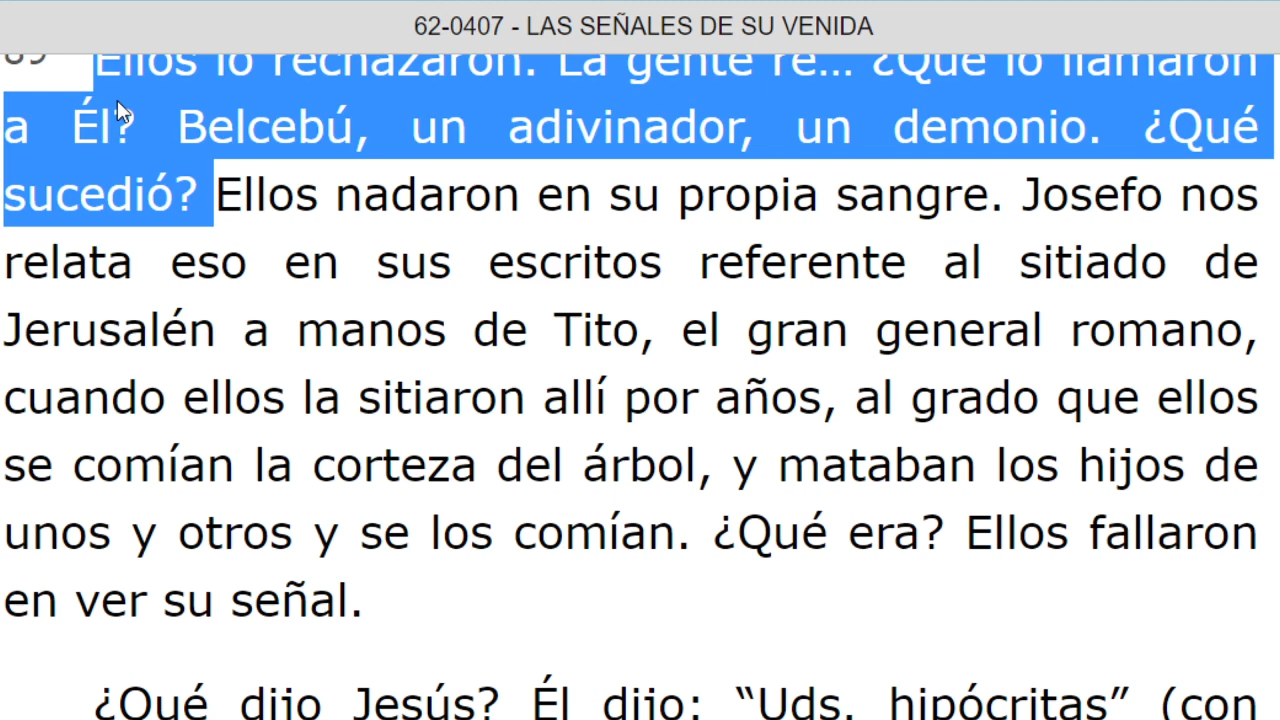 62-0407 - LAS SEÑALES DE SU VENIDA
89 Ellos lo rechazaron. La gente re... ¿Qué lo llamaron
a Él? Belcebú, un adivinador, un demonio. ¿Qué
sucedió? Ellos nadaron en su propia sangre. Josefo nos
relata eso en sus escritos referente al sitiado de
Jerusalén a manos de Tito, el gran general romano,
cuando ellos la sitiaron allí por años, al grado que ellos
se comían la corteza del árbol, y mataban los hijos de
unos y otros y se los comían. ¿Qué era? Ellos fallaron
en ver su señal.
¿Qué dijo Jesús? Él dijo: “Uds. hipócritas” (con